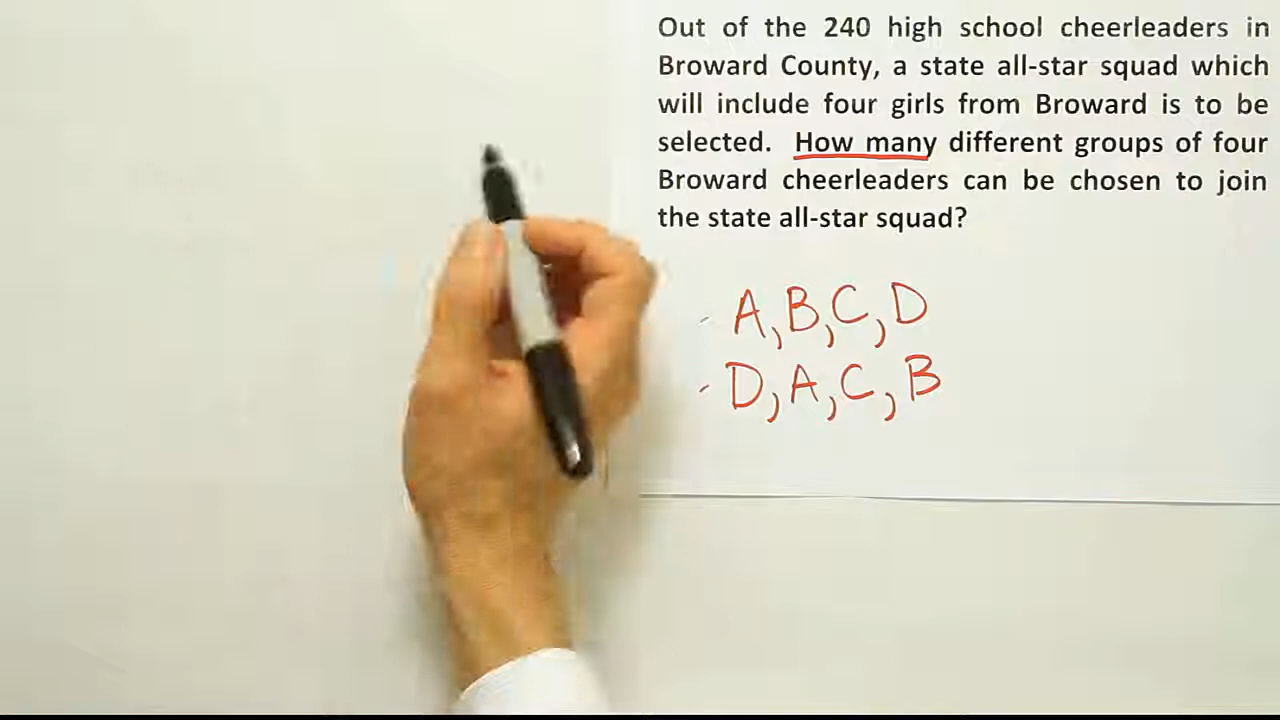 Out of the 240 high school cheerleaders in
Broward County, a state all-star squad which
will include four girls from Broward is to be
selected. How many different groups of four
Broward cheerleaders can be chosen to join
the state all-star squad?
- A, B, C, D
- D, A, C, B